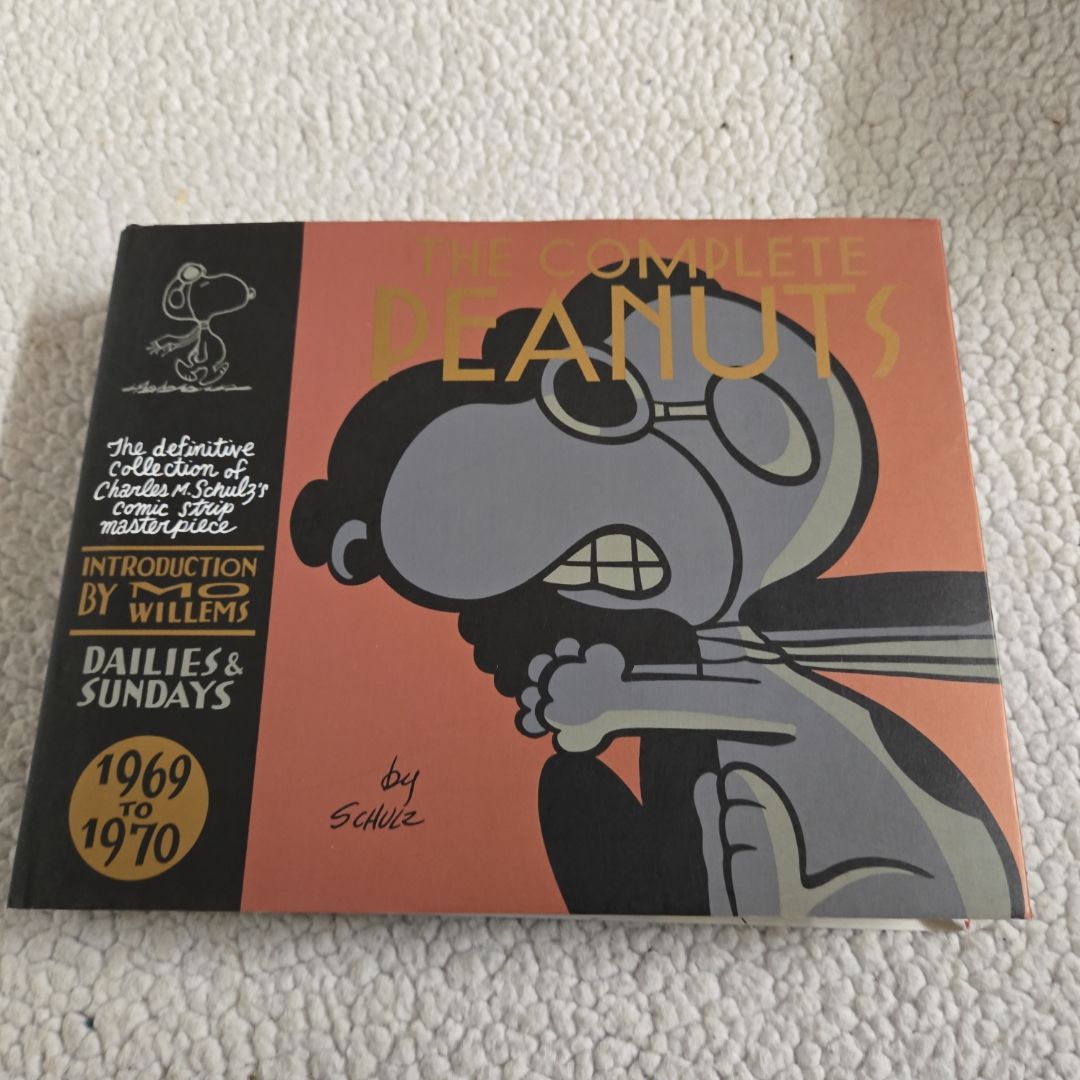 THE COMPLETE
PEANUTS
The definitive
collection of
Charles M. Schulz's
comic strip
masterpiece
INTRODUCTION
BY MO
WILLEMS
DAILIES &
SUNDAYS
1969
TO
1970
by
SCHULZ